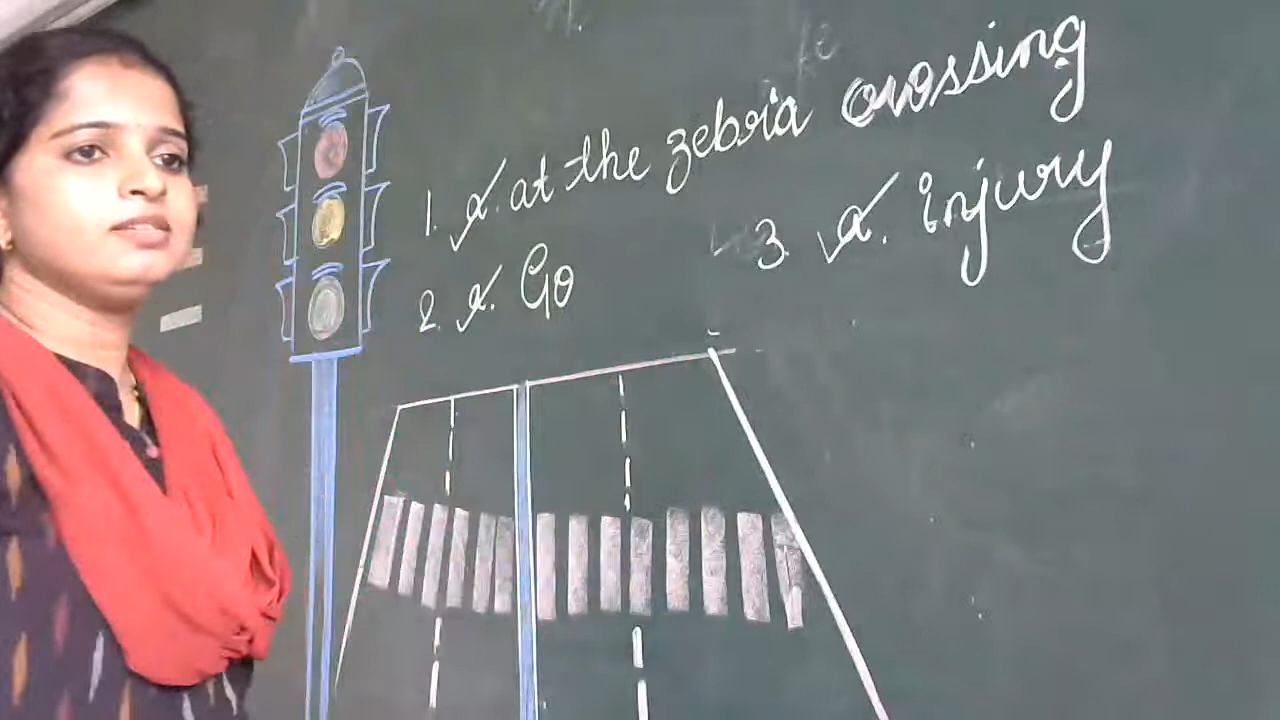 1. a. at the zebra crossing
2. a. Go
3. a. injury